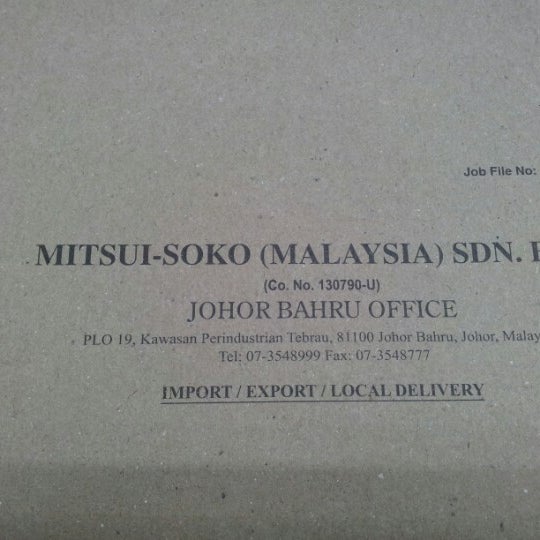 Job File No:
MITSUI-SOKO (MALAYSIA) SDN.
(Co. No. 130790-U)
JOHOR BAHRU OFFICE
PLO 19, Kawasan Perindustrian Tebrau, 81100 Johor Bahru, Johor, Malay
Tel: 07-3548999 Fax: 07-3548777
IMPORT / EXPORT / LOCAL DELIVERY